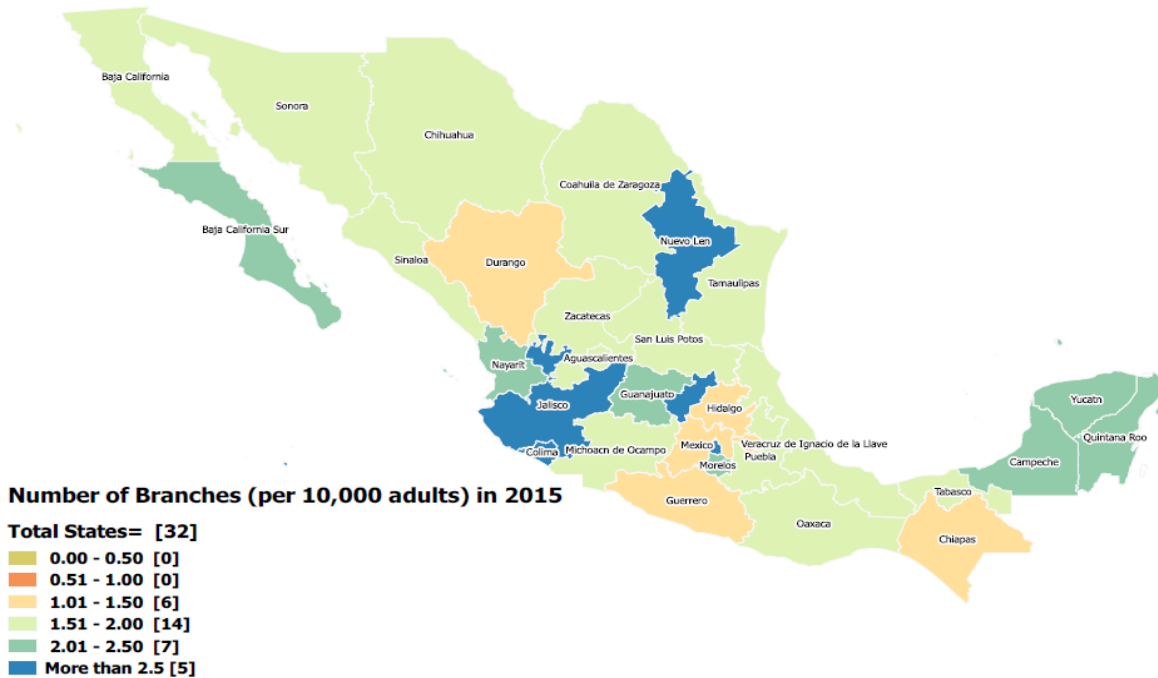 Baja California
Sonora
Chihuahua
Coahuila de Zaragoza
Baja California Sur
Nuevo Len
Sinaloa
Durango
Tamaulipas
Zacatecas
San Luis Potos
Nayarit
Aguascalientes
Guanajuato
Jalisco
Hidalgo
Yucatn
Quintana Roo
Mexico
Veracruz de Ignacio de la Llave
Colima
Michoacn de Ocampo
Puebla
Morelos
Campeche
Tabasco
Guerrero
Oaxaca
Chiapas
Number of Branches (per 10,000 adults) in 2015
Total States= [32]
0.00 - 0.50 [0]
0.51 - 1.00 [0]
1.01 - 1.50 [6]
1.51 - 2.00 [14]
2.01 - 2.50 [7]
More than 2.5 [5]